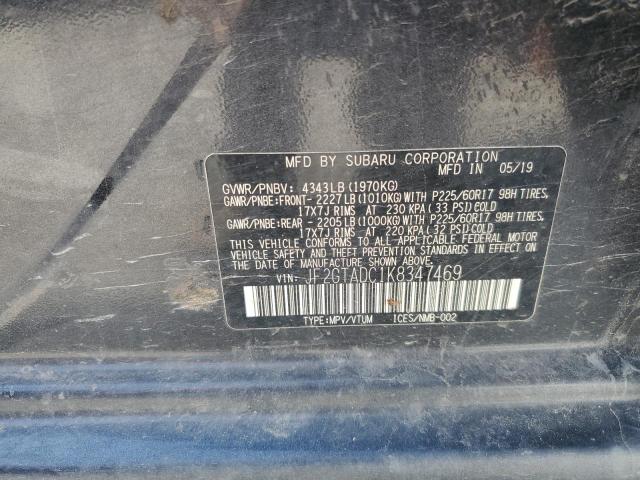 MFD BY SUBARU CORPORATION
MFD IN 05/19
GVWR/PNBV: 4343LB(1970KG)
GAWR/PNBE:FRONT- 2227LB(1010KG)WITH P225/60R17 98H TIRES,
17X7J RIMS AT 230 KPA(33 PSI)COLD
GAWR/PNBE:REAR - 2205LB(1000KG)WITH P225/60R17 98H TIRES,
17X7J RIMS AT 220 KPA(32 PSI)COLD
THIS VEHICLE CONFORMS TO ALL APPLICABLE FEDERAL MOTOR
VEHICLE SAFETY STANDARDS IN EFFECT ON THE DATE OF
MANUFACTURE SHOWN ABOVE.
VIN: JF2GTADC1K8347469
TYPE:MPV/VTUM ICES/NMB-002